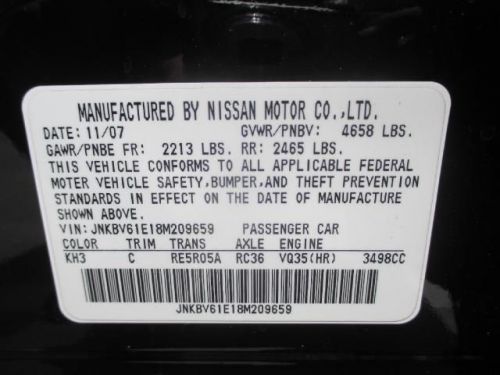 MANUFACTURED BY NISSAN MOTOR CO.,LTD.
DATE: 11/07 GVWR/PNBV: 4658 LBS.
GAWR/PNBE FR: 2213 LBS. RR: 2465 LBS.
THIS VEHICLE CONFORMS TO ALL APPLICABLE FEDERAL
MOTER VEHICLE SAFETY,BUMPER,AND THEFT PREVENTION
STANDARDS IN EFFECT ON THE DATE OF MANUFACTURE
SHOWN ABOVE.
VIN: JNKBV61E18M209659 PASSENGER CAR
COLOR TRIM TRANS AXLE ENGINE
KH3 C RE5R05A RC36 VQ35(HR) 3498CC
JNKBV61E18M209659